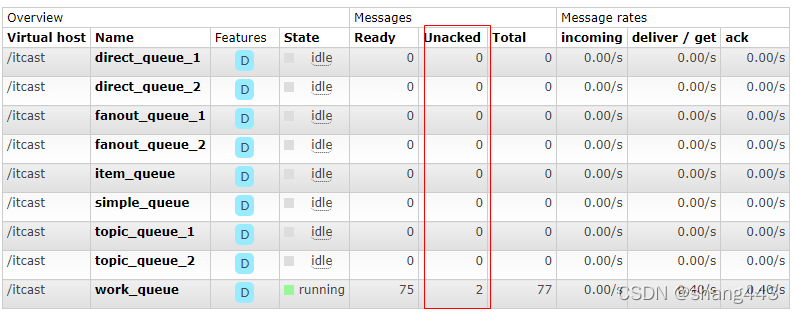 Overview Messages Message rates
Virtual host Name Features State Ready Unacked Total incoming deliver / get ack
/itcast direct_queue_1 D idle 0 0 0 0.00/s 0.00/s 0.00/s
/itcast direct_queue_2 D idle 0 0 0 0.00/s 0.00/s 0.00/s
/itcast fanout_queue_1 D idle 0 0 0 0.00/s 0.00/s 0.00/s
/itcast fanout_queue_2 D idle 0 0 0 0.00/s 0.00/s 0.00/s
/itcast item_queue D idle 0 0 0 0.00/s 0.00/s 0.00/s
/itcast simple_queue D idle 0 0 0 0.00/s 0.00/s 0.00/s
/itcast topic_queue_1 D idle 0 0 0 0.00/s 0.00/s 0.00/s
/itcast topic_queue_2 D idle 0 0 0 0.00/s 0.00/s 0.00/s
/itcast work_queue D running 75 2 77 0.00/s 0.40/s 0.40/s
CSDN @shang443